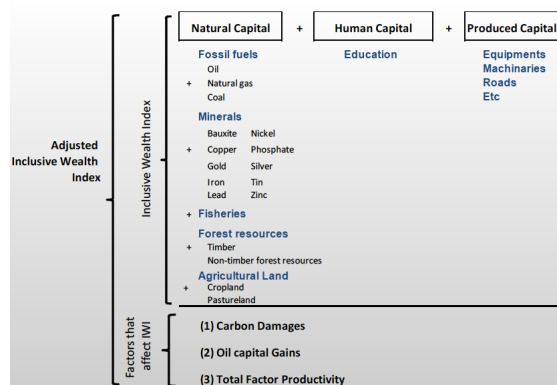 Natural Capital + Human Capital + Produced Capital
Fossil fuels Education Equipments
Oil Machinaries
+ Natural gas Roads
Coal Etc
Minerals
Bauxite Nickel
+ Copper Phosphate
Gold Silver
Iron Tin
Lead Zinc
+ Fisheries
Forest resources
+ Timber
Non-timber forest resources
Agricultural Land
+ Cropland
Pastureland
Inclusive Wealth Index
Adjusted
Inclusive Wealth
Index
Factors that
affect IWI
(1) Carbon Damages
(2) Oil capital Gains
(3) Total Factor Productivity